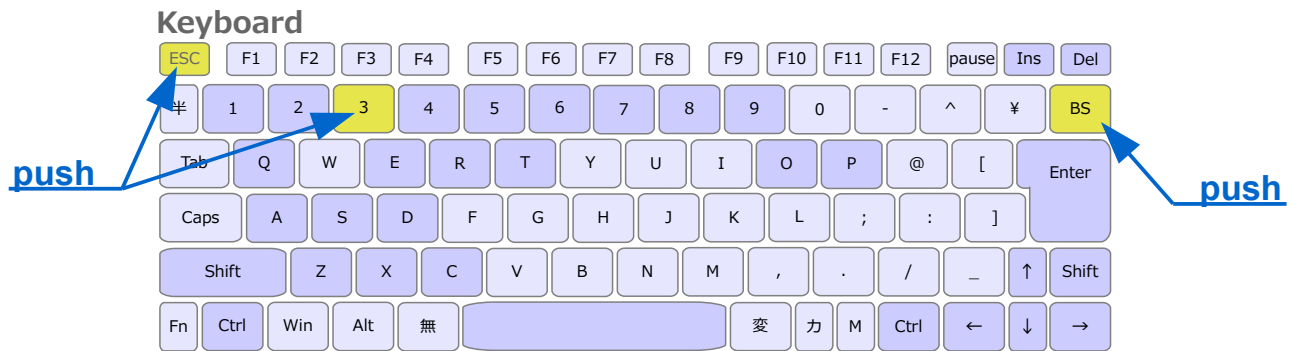 Keyboard
ESC F1 F2 F3 F4 F5 F6 F7 F8 F9 F10 F11 F12 pause Ins Del
半 1 2 3 4 5 6 7 8 9 0 - ^ ¥ BS
Tab Q W E R T Y U I O P @ [ Enter
push
push
Caps A S D F G H J K L ; : ]
Shift Z X C V B N M , . / _ ↑ Shift
Fn Ctrl Win Alt 無 変 カ M Ctrl ← ↓ →